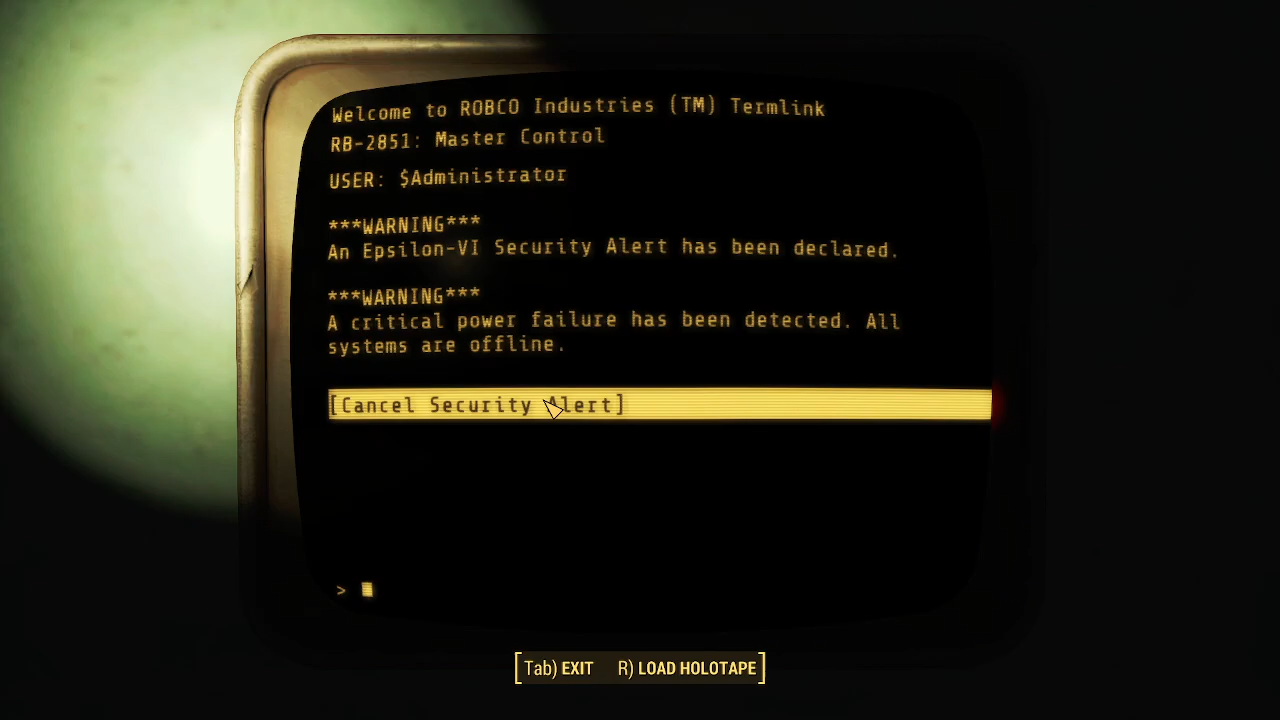 Welcome to ROBCO Industries (TM) Termlink
RB-2851: Master Control
USER: $Administrator
***WARNING***
An Epsilon-VI Security Alert has been declared.
***WARNING***
A critical power failure has been detected. All
systems are offline.
[Cancel Security Alert]
>
[Tab) EXIT R) LOAD HOLOTAPE]